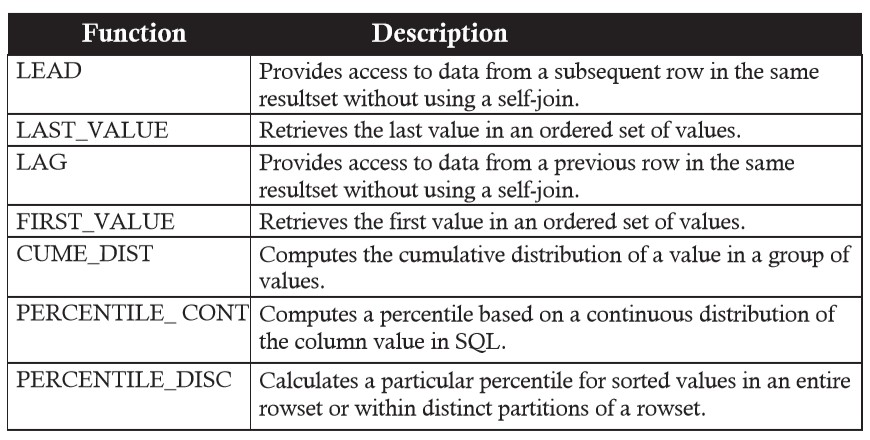 Function Description
LEAD Provides access to data from a subsequent row in the same
resultset without using a self-join.
LAST_VALUE Retrieves the last value in an ordered set of values.
LAG Provides access to data from a previous row in the same
resultset without using a self-join.
FIRST_VALUE Retrieves the first value in an ordered set of values.
CUME_DIST Computes the cumulative distribution of a value in a group of
values.
PERCENTILE_ CONT Computes a percentile based on a continuous distribution of
the column value in SQL.
PERCENTILE_DISC Calculates a particular percentile for sorted values in an entire
rowset or within distinct partitions of a rowset.